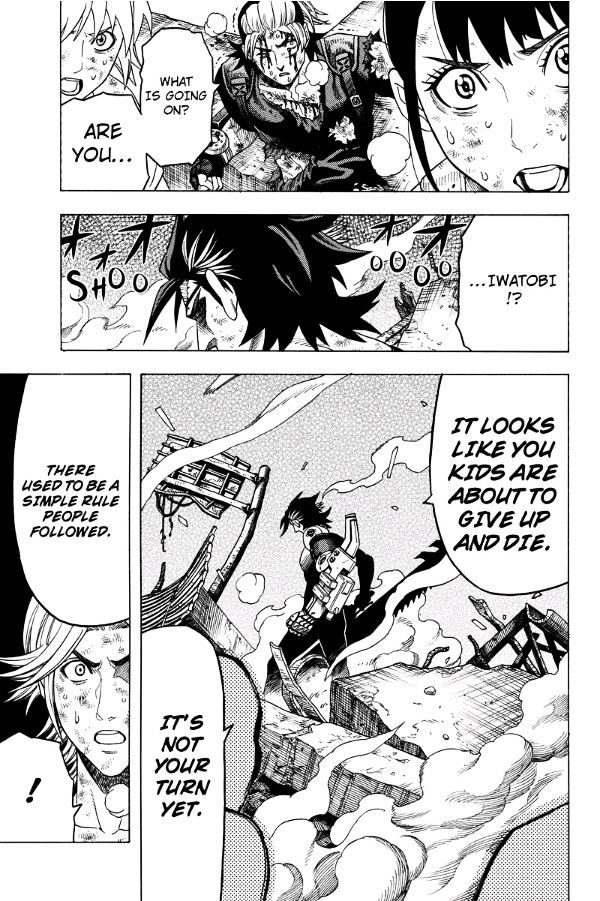 WHAT
IS GOING
ON?
ARE
YOU...
...IWATOBI
!?
SHOO
OOOO
IT LOOKS
LIKE YOU
KIDS ARE
ABOUT TO
GIVE UP
AND DIE.
IT'S
NOT
YOUR
TURN
YET.
THERE
USED TO BE A
SIMPLE RULE
PEOPLE
FOLLOWED.
!